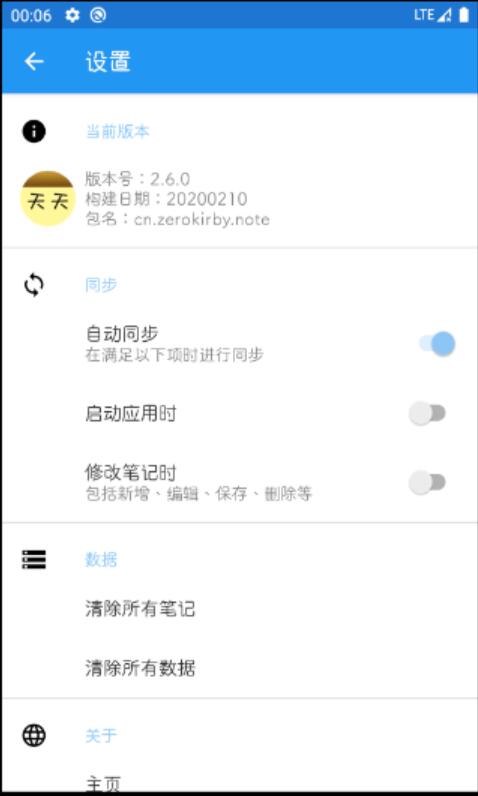 00:06
LTE
设置
当前版本
天天
版本号：2.6.0
构建日期：20200210
包名：cn.zerokirby.note
同步
自动同步
在满足以下项时进行同步
启动应用时
修改笔记时
包括新增、编辑、保存、删除等
数据
清除所有笔记
清除所有数据
关于
主页